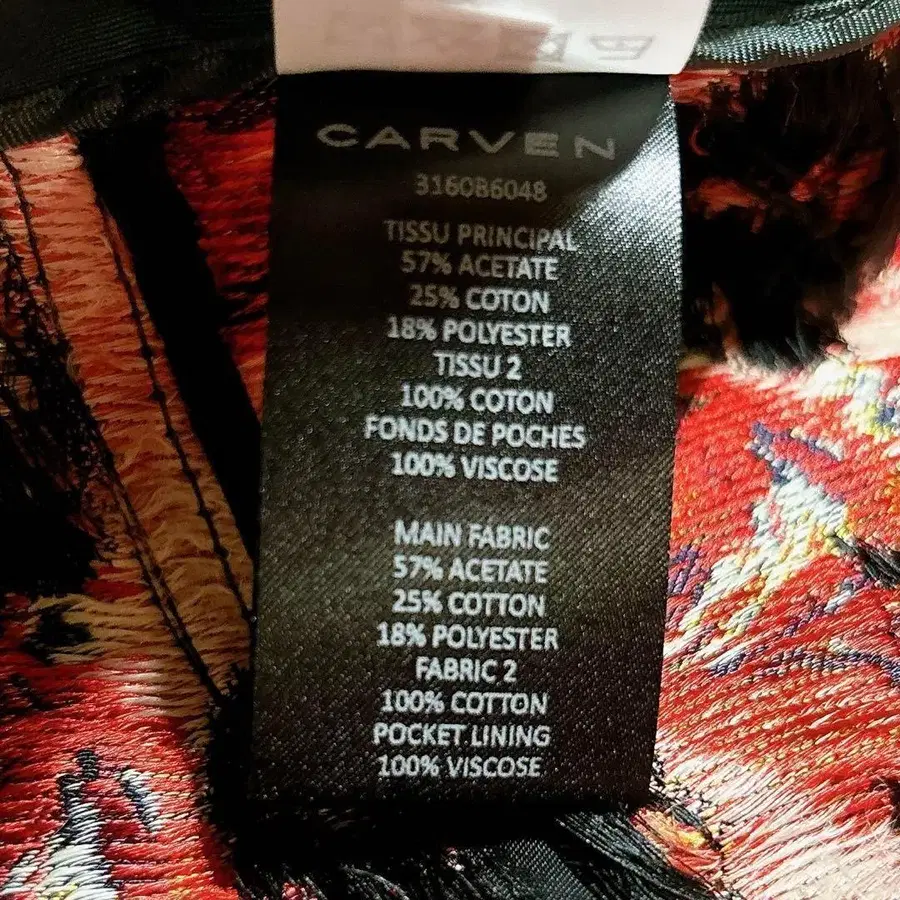 CARVEN
316OB6048
TISSU PRINCIPAL
57% ACETATE
25% COTON
18% POLYESTER
TISSU 2
100% COTON
FONDS DE POCHES
100% VISCOSE
MAIN FABRIC
57% ACETATE
25% COTTON
18% POLYESTER
FABRIC 2
100% COTTON
POCKET LINING
100% VISCOSE